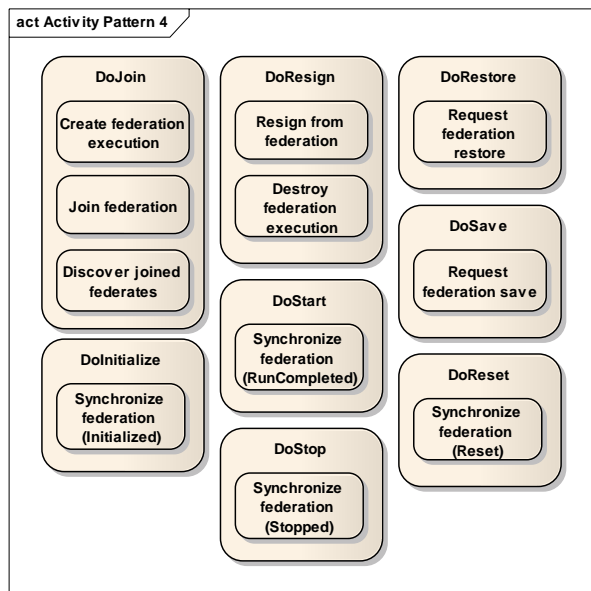 act Activity Pattern 4
DoJoin
Create federation
execution
Join federation
Discover joined
federates
DoInitialize
Synchronize
federation
(Initialized)
DoResign
Resign from
federation
Destroy
federation
execution
DoStart
Synchronize
federation
(RunCompleted)
DoStop
Synchronize
federation
(Stopped)
DoRestore
Request
federation
restore
DoSave
Request
federation save
DoReset
Synchronize
federation
(Reset)